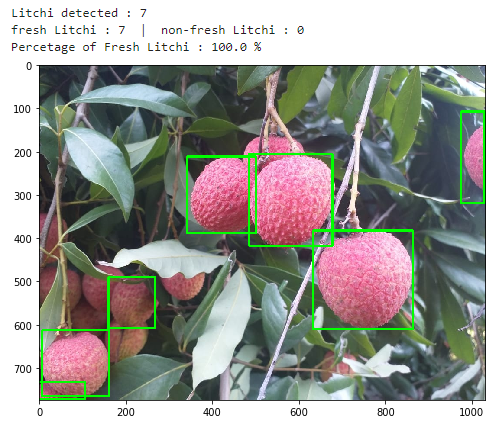 Litchi detected : 7
fresh Litchi : 7 | non-fresh Litchi : 0
Percetage of Fresh Litchi : 100.0 %
0
100
200
300
400
500
600
700
0 200 400 600 800 1000